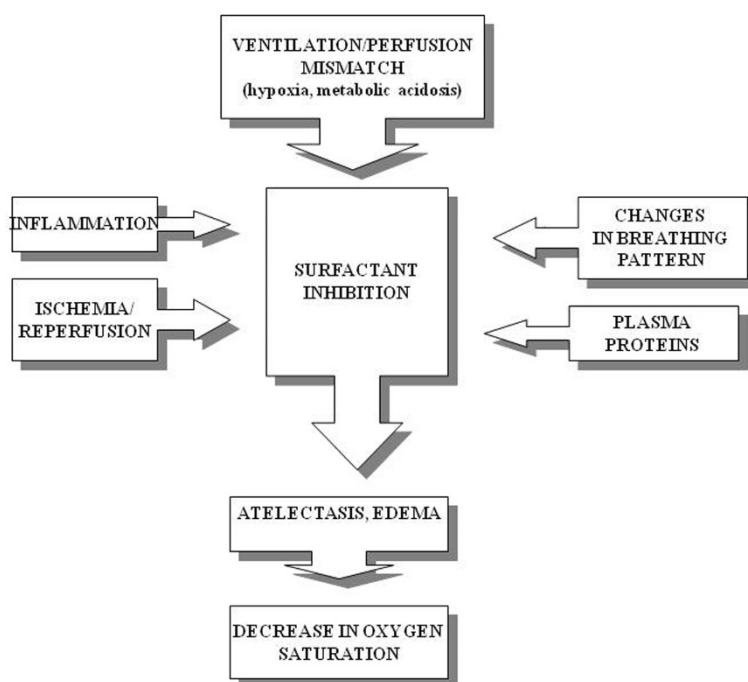 VENTILATION/PERFUSION
MISMATCH
(hypoxia, metabolic acidosis)
INFLAMMATION
ISCHEMIA/
REPERFUSION
SURFACTANT
INHIBITION
CHANGES
IN BREATHING
PATTERN
PLASMA
PROTEINS
ATELECTASIS, EDEMA
DECREASE IN OXYGEN
SATURATION